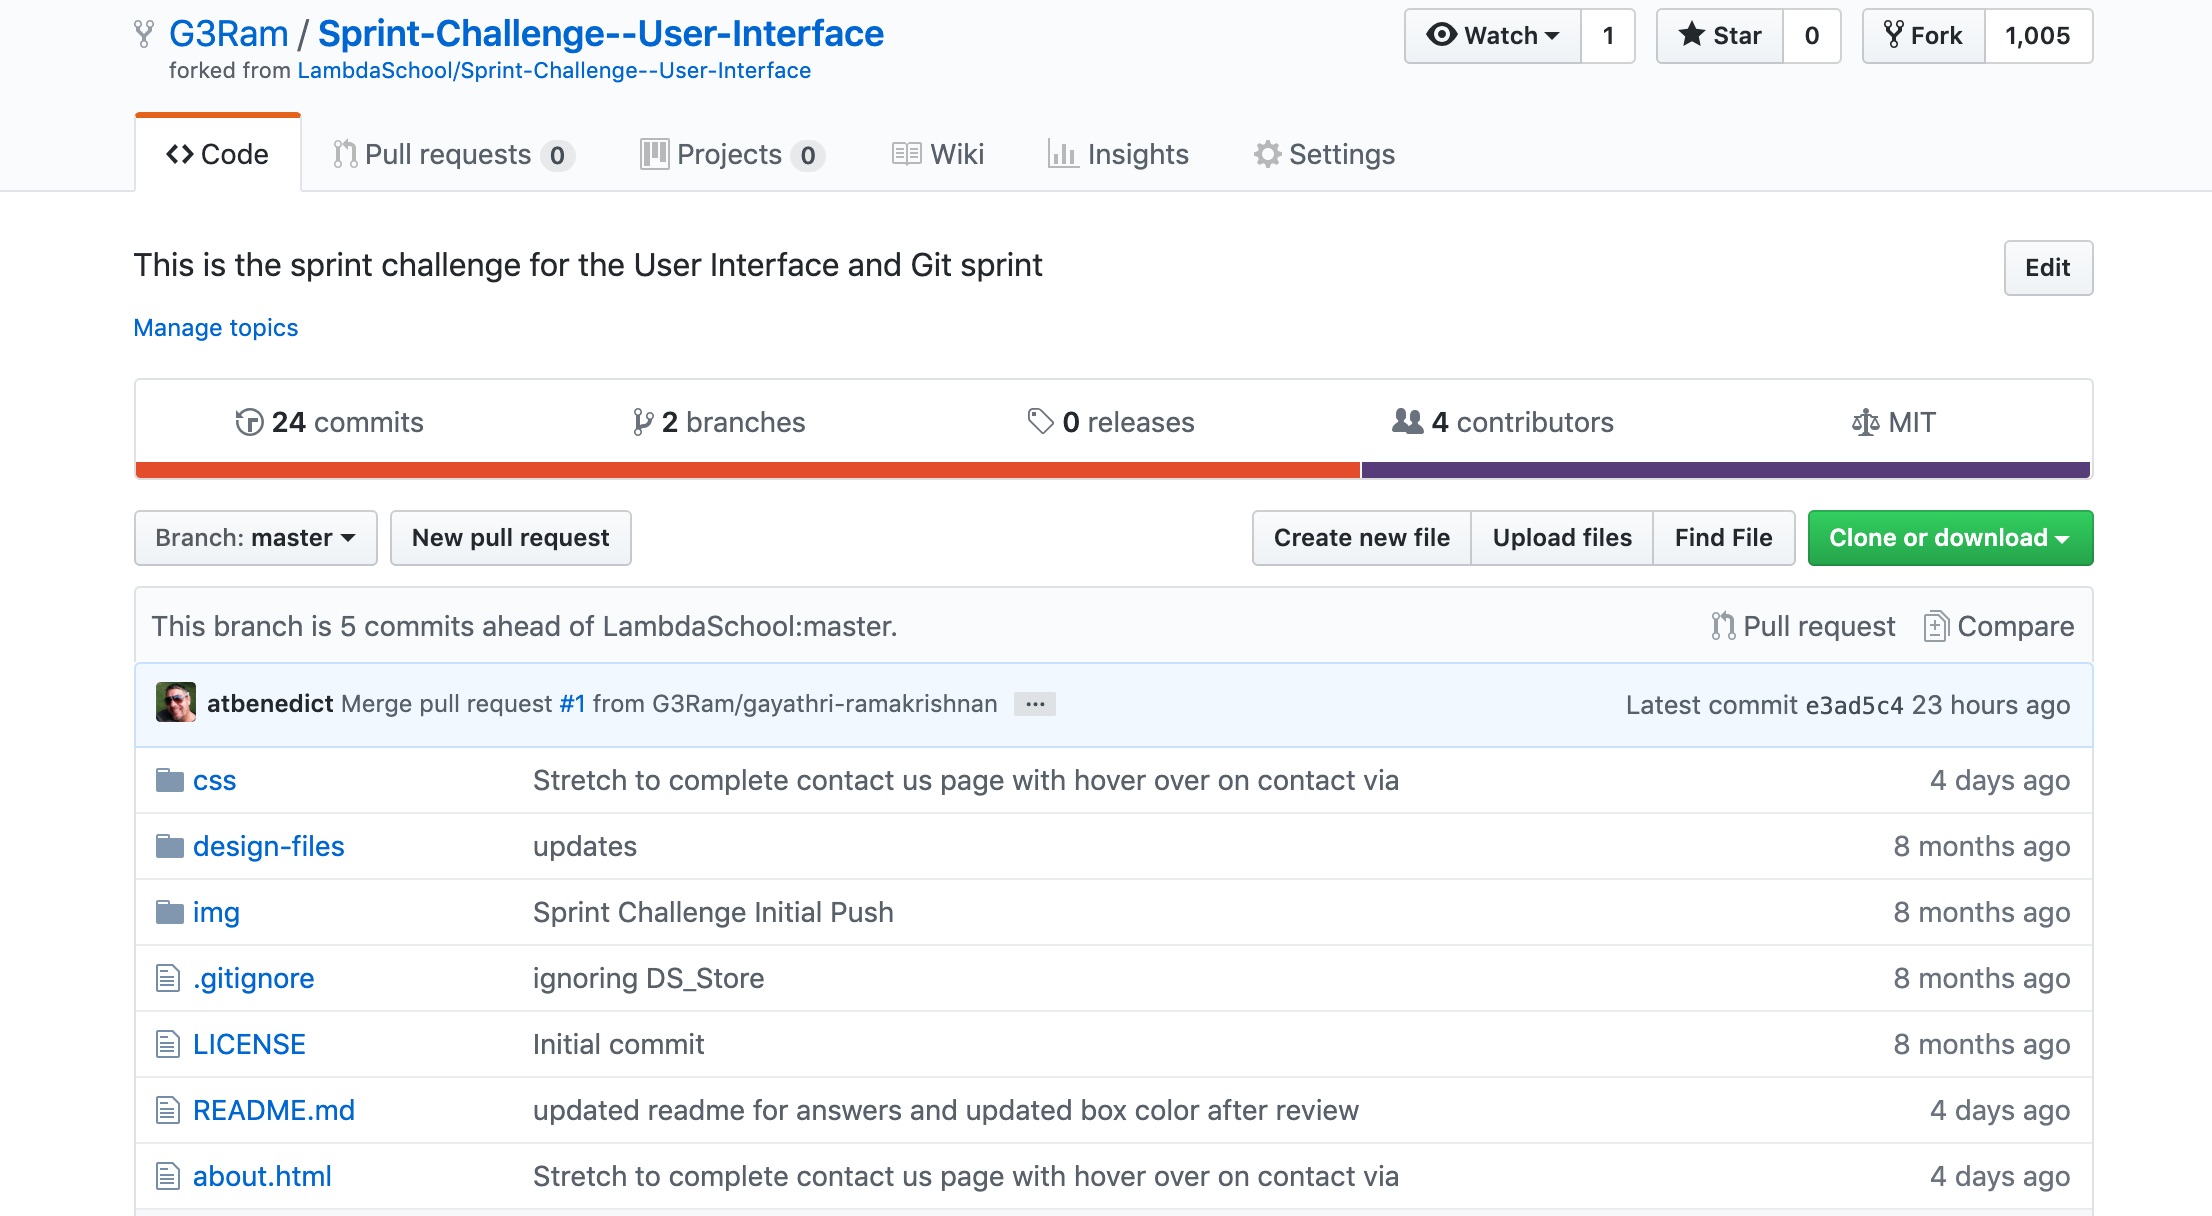 G3Ram / Sprint-Challenge--User-Interface
Watch 1 Star 0 Fork 1,005
forked from LambdaSchool/Sprint-Challenge--User-Interface
Code Pull requests 0 Projects 0 Wiki Insights Settings
This is the sprint challenge for the User Interface and Git sprint
Edit
Manage topics
24 commits 2 branches 0 releases 4 contributors MIT
Branch: master New pull request Create new file Upload files Find File Clone or download
This branch is 5 commits ahead of LambdaSchool:master. Pull request Compare
atbenedict Merge pull request #1 from G3Ram/gayathri-ramakrishnan ... Latest commit e3ad5c4 23 hours ago
css Stretch to complete contact us page with hover over on contact via 4 days ago
design-files updates 8 months ago
img Sprint Challenge Initial Push 8 months ago
.gitignore ignoring DS_Store 8 months ago
LICENSE Initial commit 8 months ago
README.md updated readme for answers and updated box color after review 4 days ago
about.html Stretch to complete contact us page with hover over on contact via 4 days ago